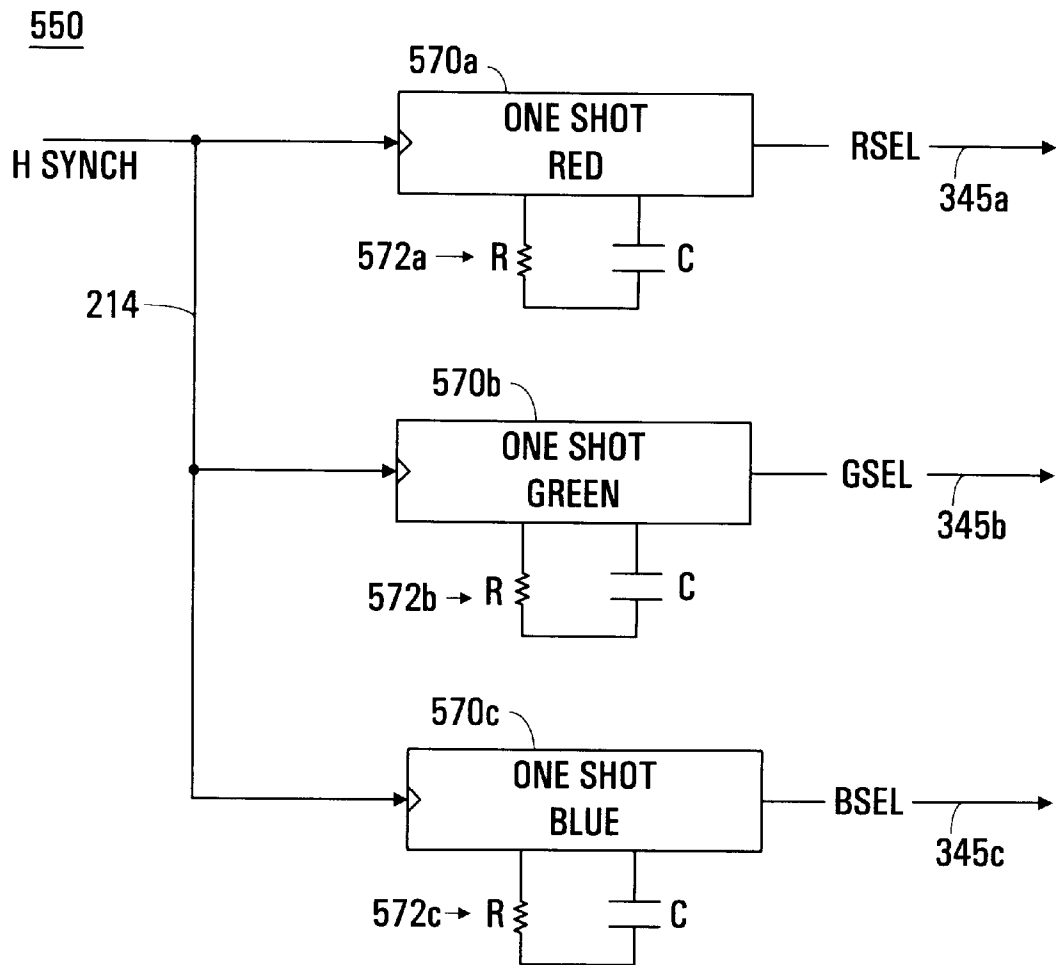 550
570a
ONE SHOT
RED
H SYNCH
RSEL
345a
572a → R
C
214
570b
ONE SHOT
GREEN
GSEL
345b
572b → R
C
570c
ONE SHOT
BLUE
BSEL
345c
572c → R
C